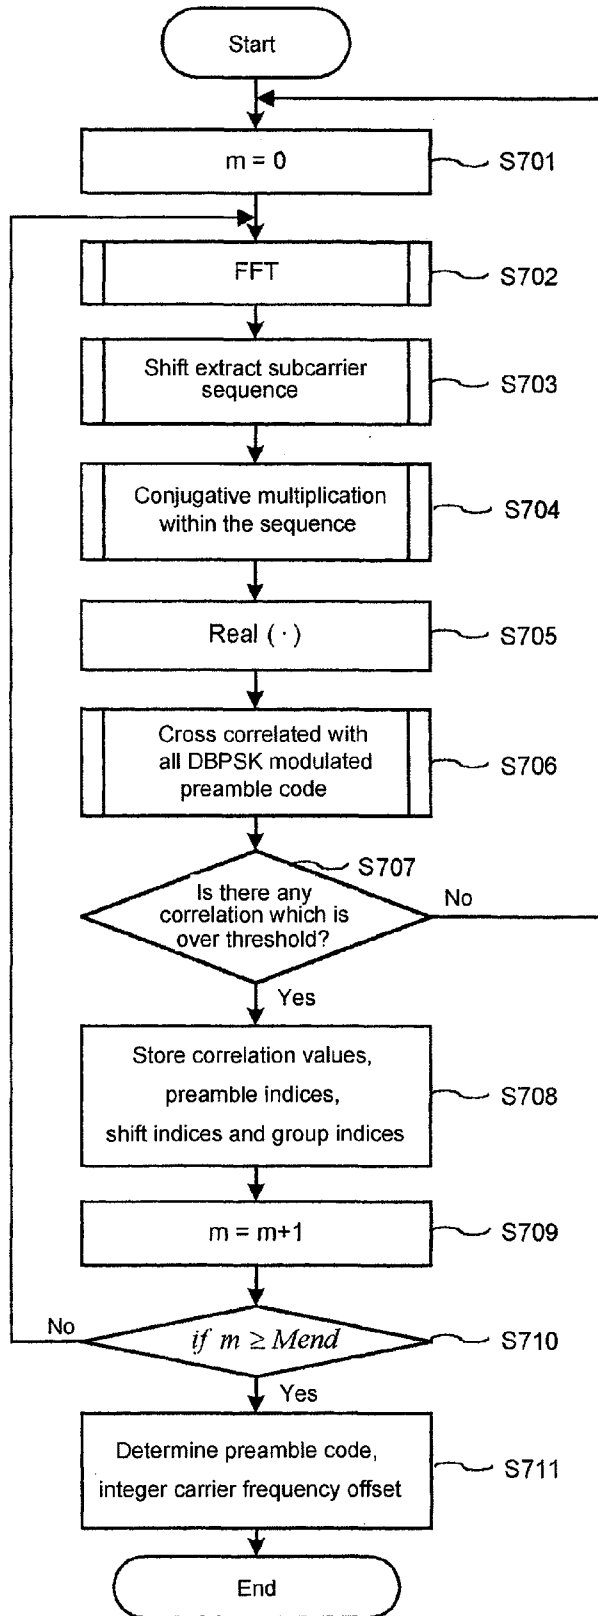 Start
m = 0
S701
FFT
S702
Shift extract subcarrier
sequence
S703
Conjugative multiplication
within the sequence
S704
Real ( · )
S705
Cross correlated with
all DBPSK modulated
preamble code
S706
S707
Is there any
correlation which is
over threshold?
No
Yes
Store correlation values,
preamble indices,
shift indices and group indices
S708
m = m+1
S709
No
if m ≥ Mend
S710
Yes
Determine preamble code,
integer carrier frequency offset
S711
End